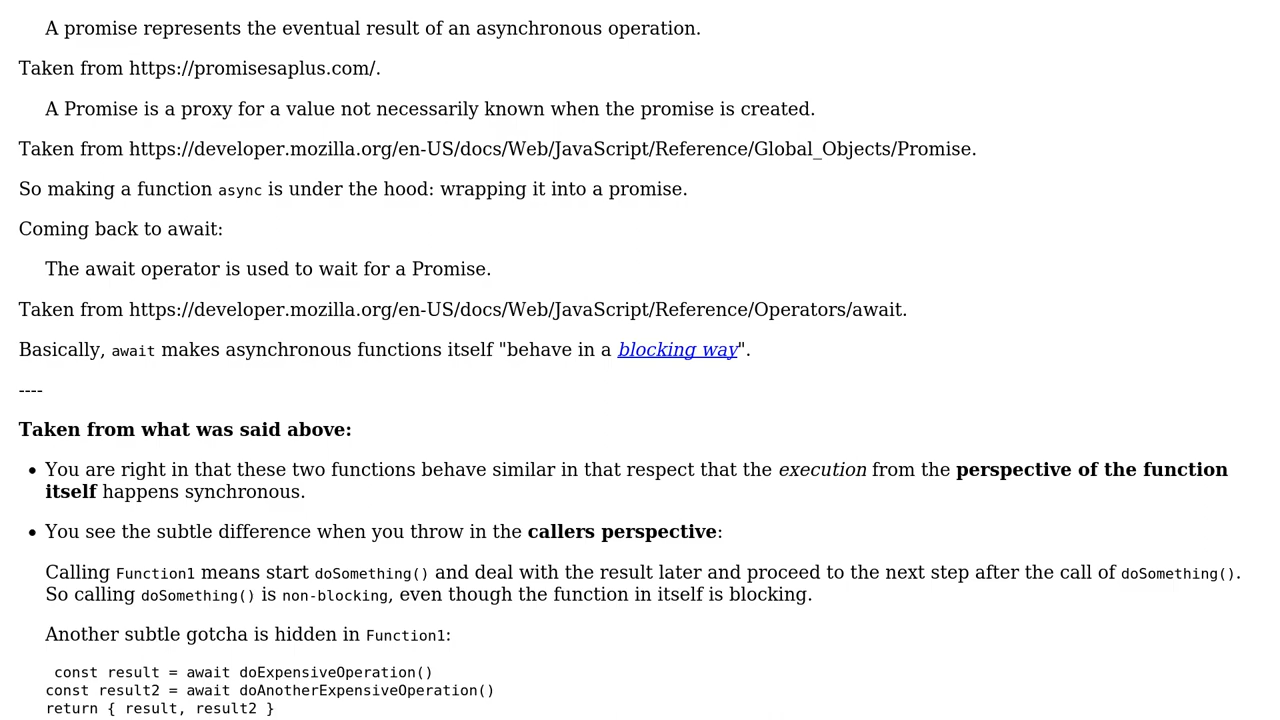 A promise represents the eventual result of an asynchronous operation.
Taken from https://promisesaplus.com/.
A Promise is a proxy for a value not necessarily known when the promise is created.
Taken from https://developer.mozilla.org/en-US/docs/Web/JavaScript/Reference/Global_Objects/Promise.
So making a function async is under the hood: wrapping it into a promise.
Coming back to await:
The await operator is used to wait for a Promise.
Taken from https://developer.mozilla.org/en-US/docs/Web/JavaScript/Reference/Operators/await.
Basically, await makes asynchronous functions itself "behave in a blocking way".
----
Taken from what was said above:
• You are right in that these two functions behave similar in that respect that the execution from the perspective of the function
itself happens synchronous.
• You see the subtle difference when you throw in the callers perspective:
Calling Function1 means start doSomething() and deal with the result later and proceed to the next step after the call of doSomething().
So calling doSomething() is non-blocking, even though the function in itself is blocking.
Another subtle gotcha is hidden in Function1:
const result = await doExpensiveOperation()
const result2 = await doAnotherExpensiveOperation()
return { result, result2 }